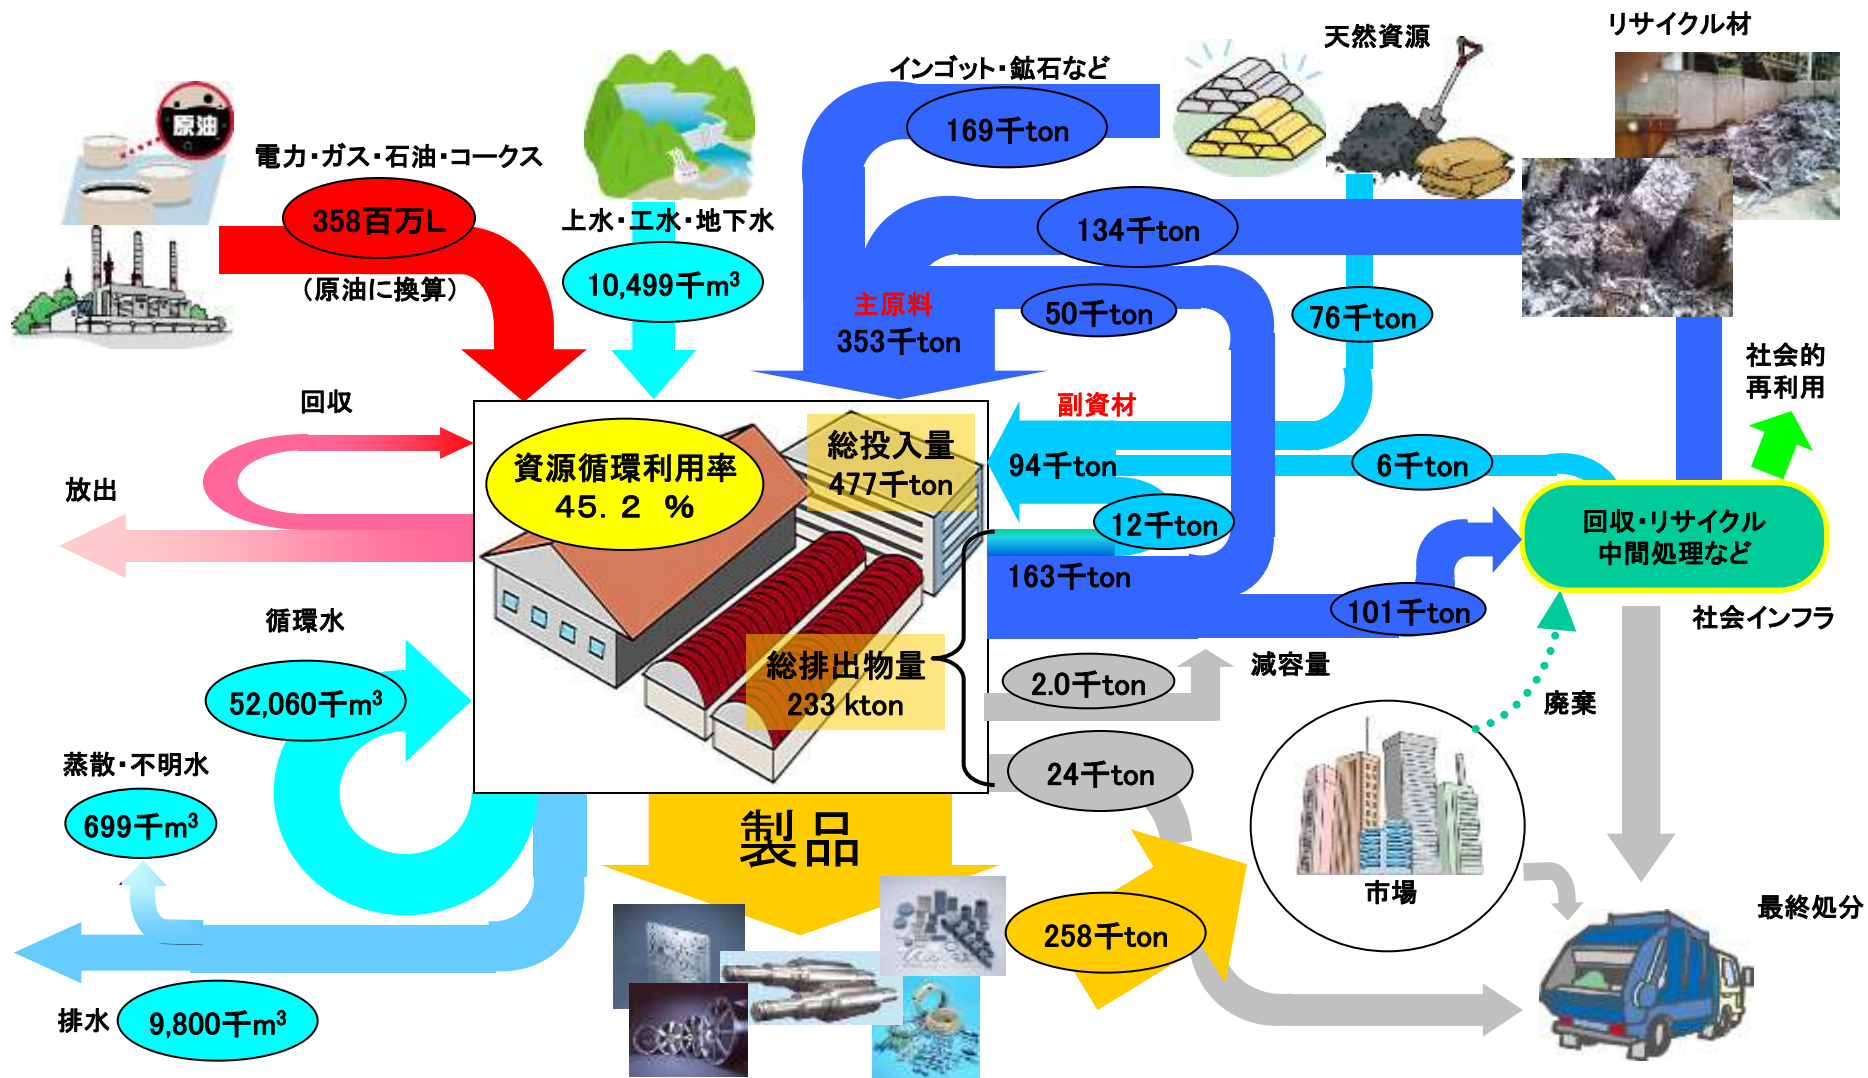 リサイクル材
天然資源
インゴット・鉱石など
169千ton
原油
電力・ガス・石油・コークス
358百万L
（原油に換算）
上水・工水・地下水
10,499千m³
134千ton
主原料
353千ton
50千ton
76千ton
社会的
再利用
回収
副資材
94千ton
6千ton
資源循環利用率
45．2　％
総投入量
477千ton
放出
12千ton
回収・リサイクル
中間処理など
163千ton
101千ton
社会インフラ
循環水
52,060千m³
総排出物量
233 kton
2.0千ton
減容量
廃棄
24千ton
蒸散・不明水
699千m³
製品
市場
258千ton
最終処分
排水
9,800千m³